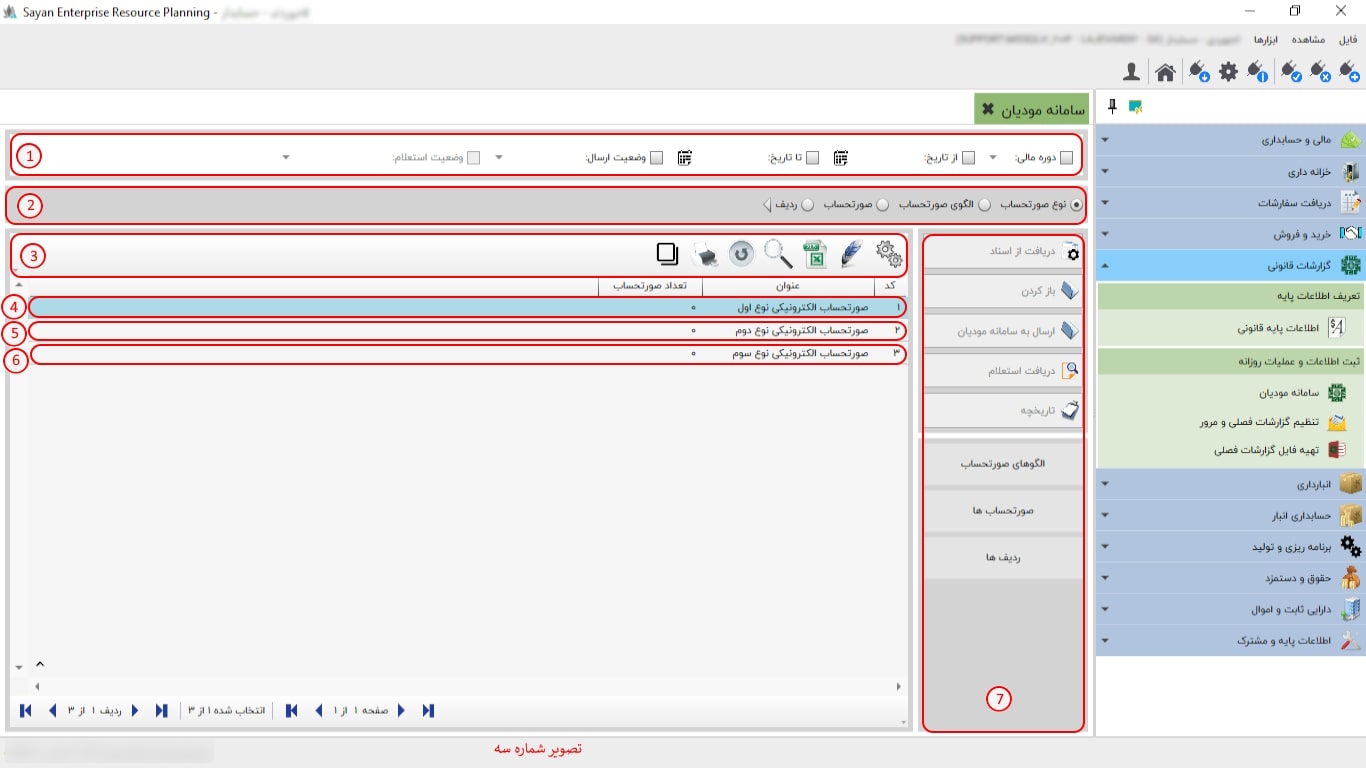 Sayan Enterprise Resource Planning -
فایل مشاهده ابزارها
سامانه مودیان
مالی و حسابداری
خزانه داری
دریافت سفارشات
خرید و فروش
گزارشات قانونی
تعریف اطلاعات پایه
اطلاعات پایه قانونی
ثبت اطلاعات و عملیات روزانه
سامانه مودیان
تنظیم گزارشات فصلی و مرور
تهیه فایل گزارشات فصلی
انبارداری
حسابداری انبار
برنامه ریزی و تولید
حقوق و دستمزد
دارایی ثابت و اموال
اطلاعات پایه و مشترک
دوره مالی: از تاریخ: تا تاریخ: وضعیت ارسال: وضعیت استعلام: 1
نوع صورتحساب الگوی صورتحساب صورتحساب ردیف 2
دریافت از اسناد
باز کردن
ارسال به سامانه مودیان
دریافت استعلام
تاریخچه
الگوهای صورتحساب
صورتحساب ها
ردیف ها
7
3
کد عنوان تعداد صورتحساب
۱ صورتحساب الکترونیکی نوع اول ۰ 4
۲ صورتحساب الکترونیکی نوع دوم ۰ 5
۳ صورتحساب الکترونیکی نوع سوم ۰ 6
صفحه ۱ از ۱ انتخاب شده ۱ از ۳ ردیف ۱ از ۳
تصویر شماره سه